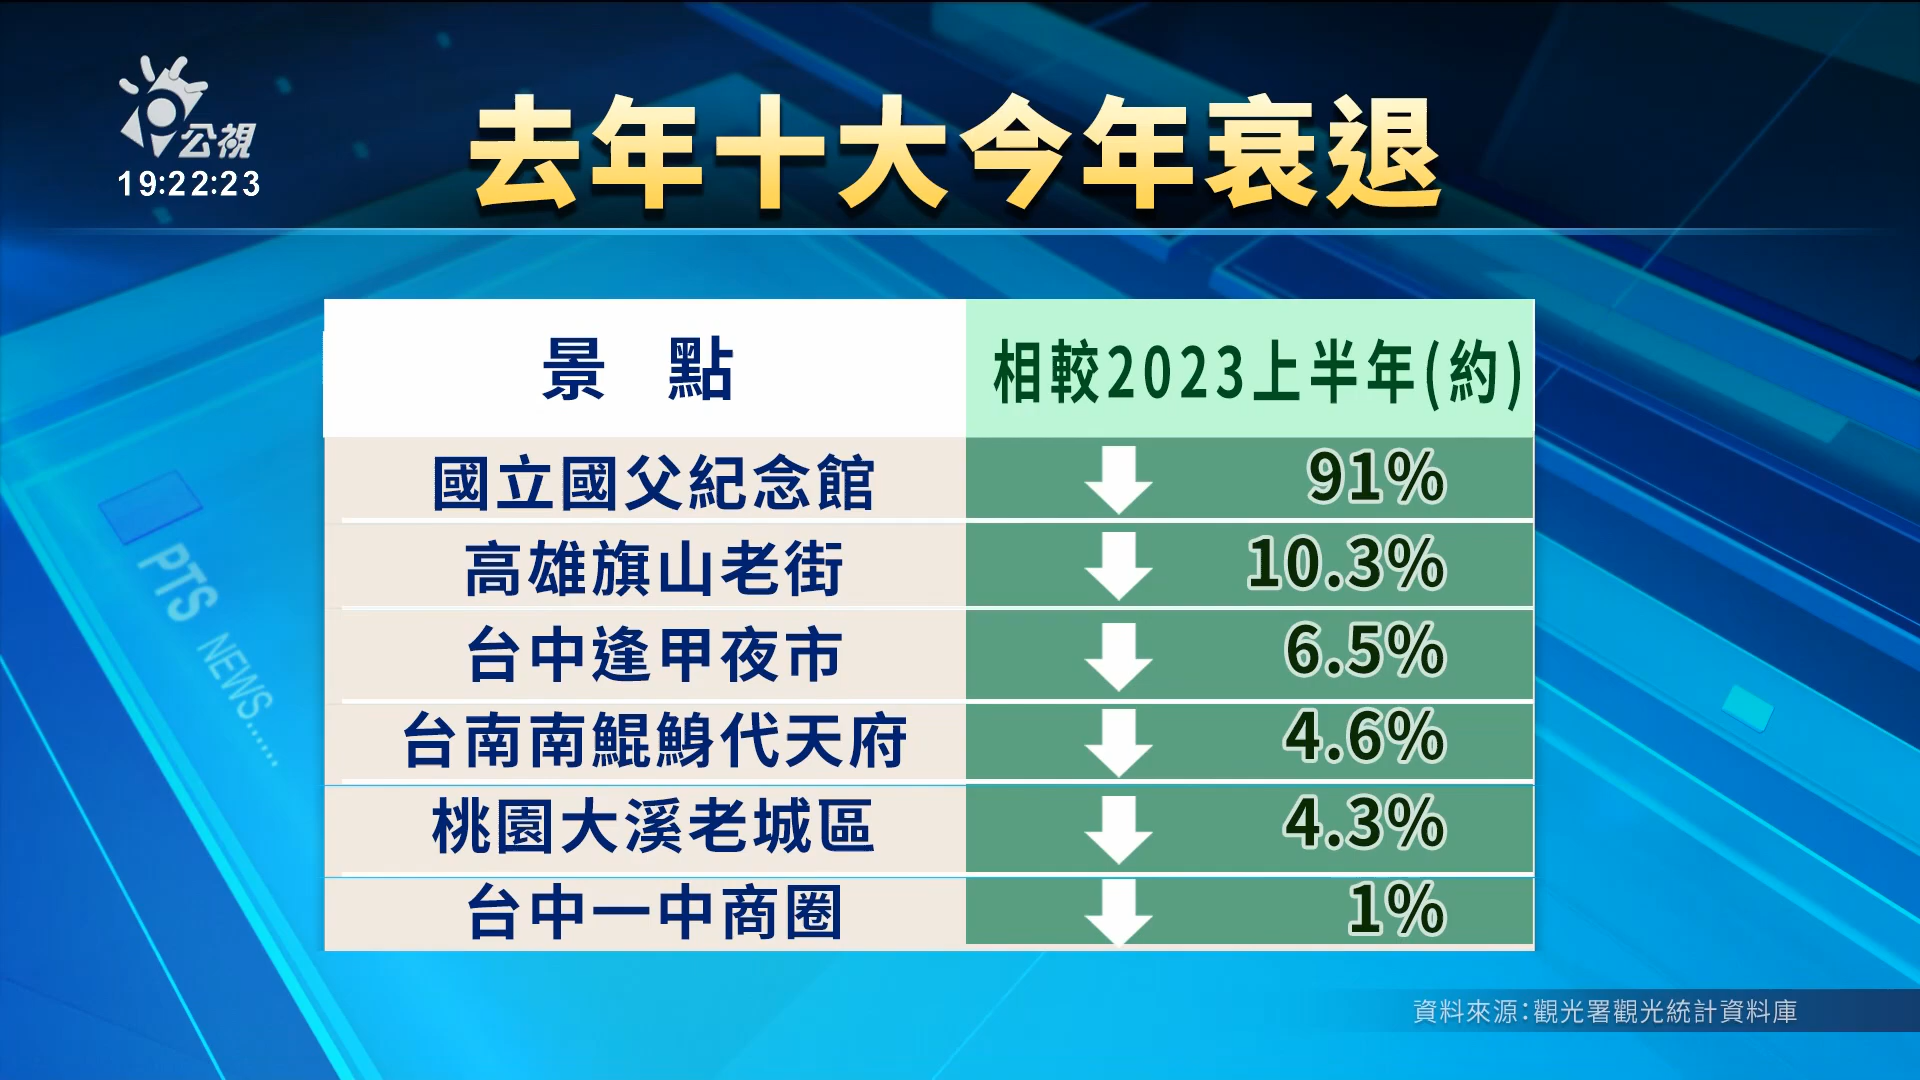 公視
19:22:23
去年十大今年衰退
景 點 相較2023上半年(約)
國立國父紀念館 91%
高雄旗山老街 10.3%
台中逢甲夜市 6.5%
台南南鯤鯓代天府 4.6%
桃園大溪老城區 4.3%
台中一中商圈 1%
PTS NEWS......
資料來源:觀光署觀光統計資料庫